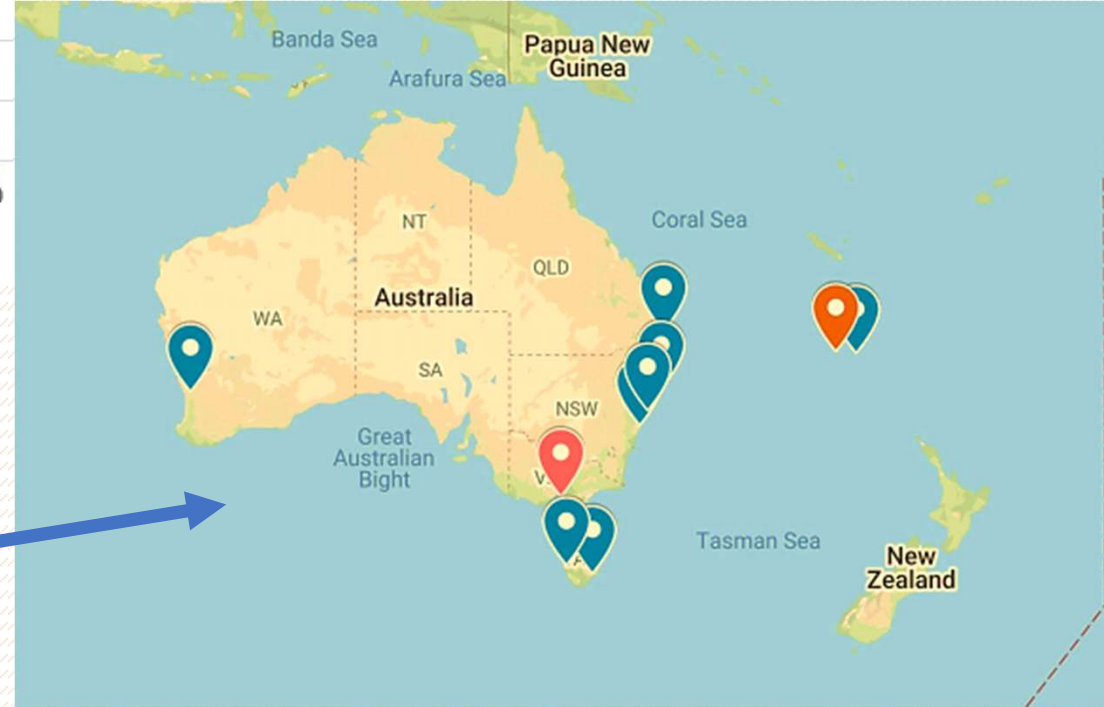 Banda Sea
Papua New
Guinea
Arafura Sea
NT
Coral Sea
QLD
Australia
WA
SA
NSW
Great
Australian
Bight
V
Tasman Sea
New
Zealand